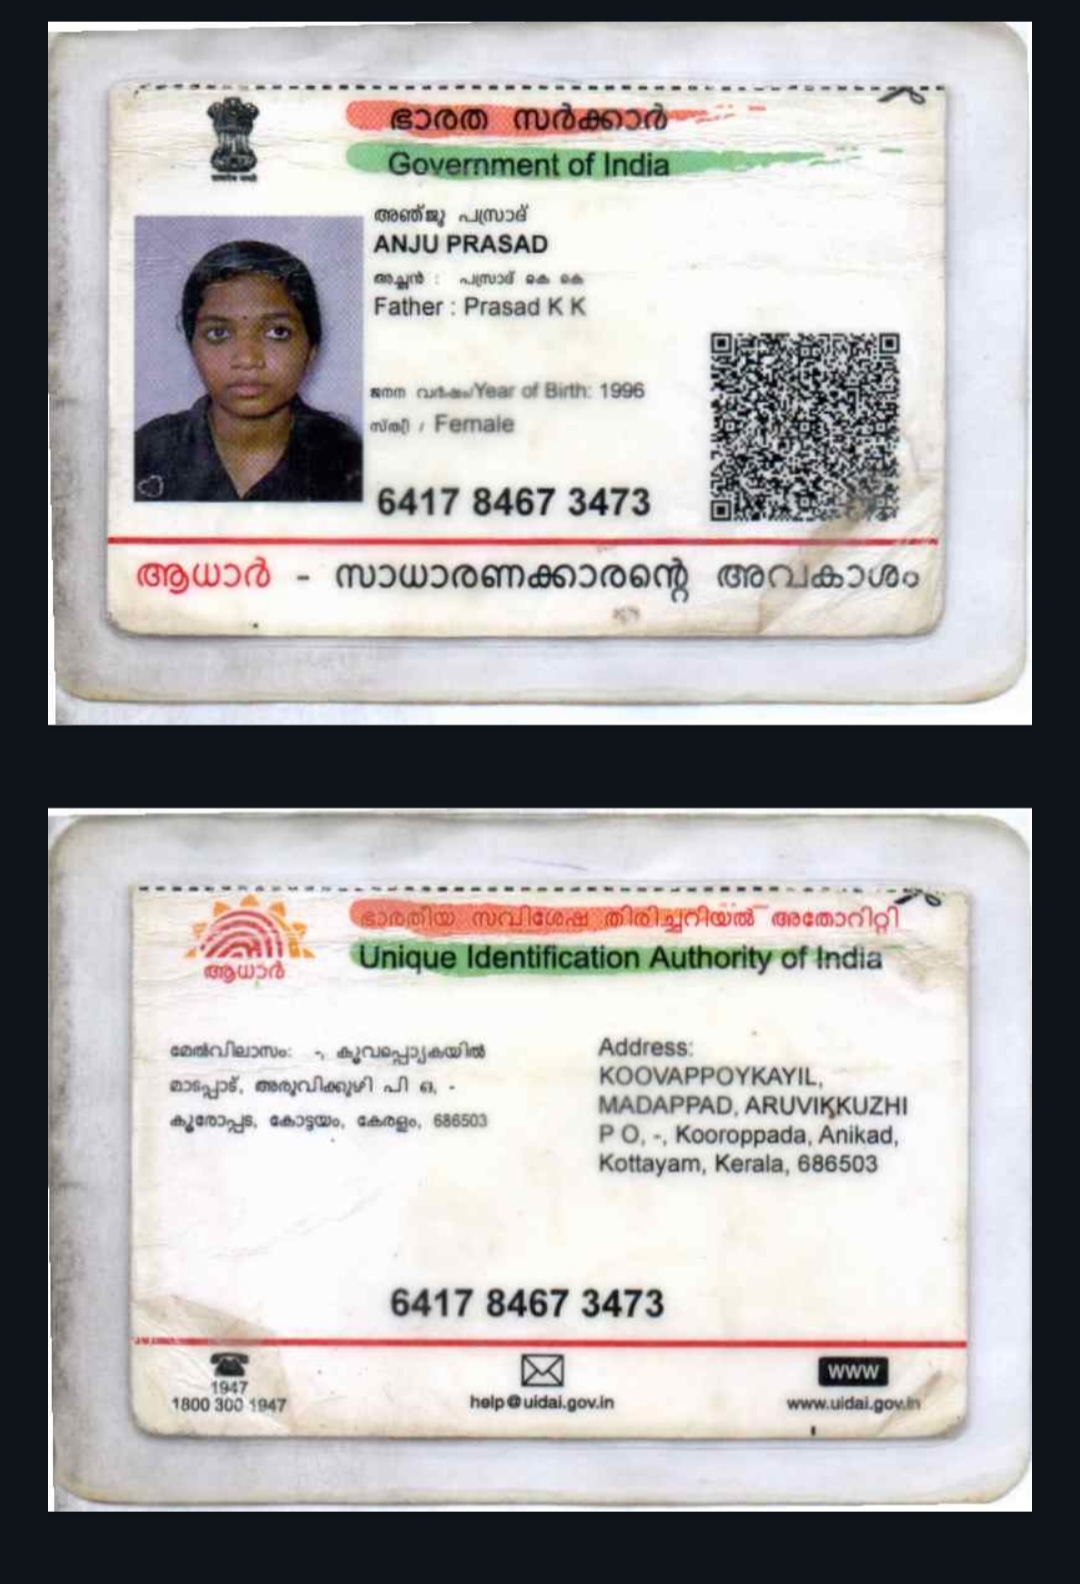 ഭാരത സർക്കാർ
Government of India
അഞ്ജു പ്രസാദ്
ANJU PRASAD
അച്ഛൻ : പ്രസാദ് കെ കെ
Father : Prasad K K
ജനന വർഷം/Year of Birth: 1996
സ്ത്രീ / Female
6417 8467 3473
ആധാർ - സാധാരണക്കാരന്റെ അവകാശം
ഭാരതിയ സവിശേഷ തിരിച്ചറിയൽ അതോറിറ്റി
Unique Identification Authority of India
ആധാർ
മേൽവിലാസം: -, കൂവപ്പൊയ്കയിൽ
മാടപ്പാട്, അരുവിക്കുഴി പി ഒ, -
കൂരോപ്പട, കോട്ടയം, കേരളം, 686503
Address:
KOOVAPPOYKAYIL,
MADAPPAD, ARUVIKKUZHI
P O, -, Kooroppada, Anikad,
Kottayam, Kerala, 686503
6417 8467 3473
1947
1800 300 1947
help@uidai.gov.in
www
www.uidai.gov.in